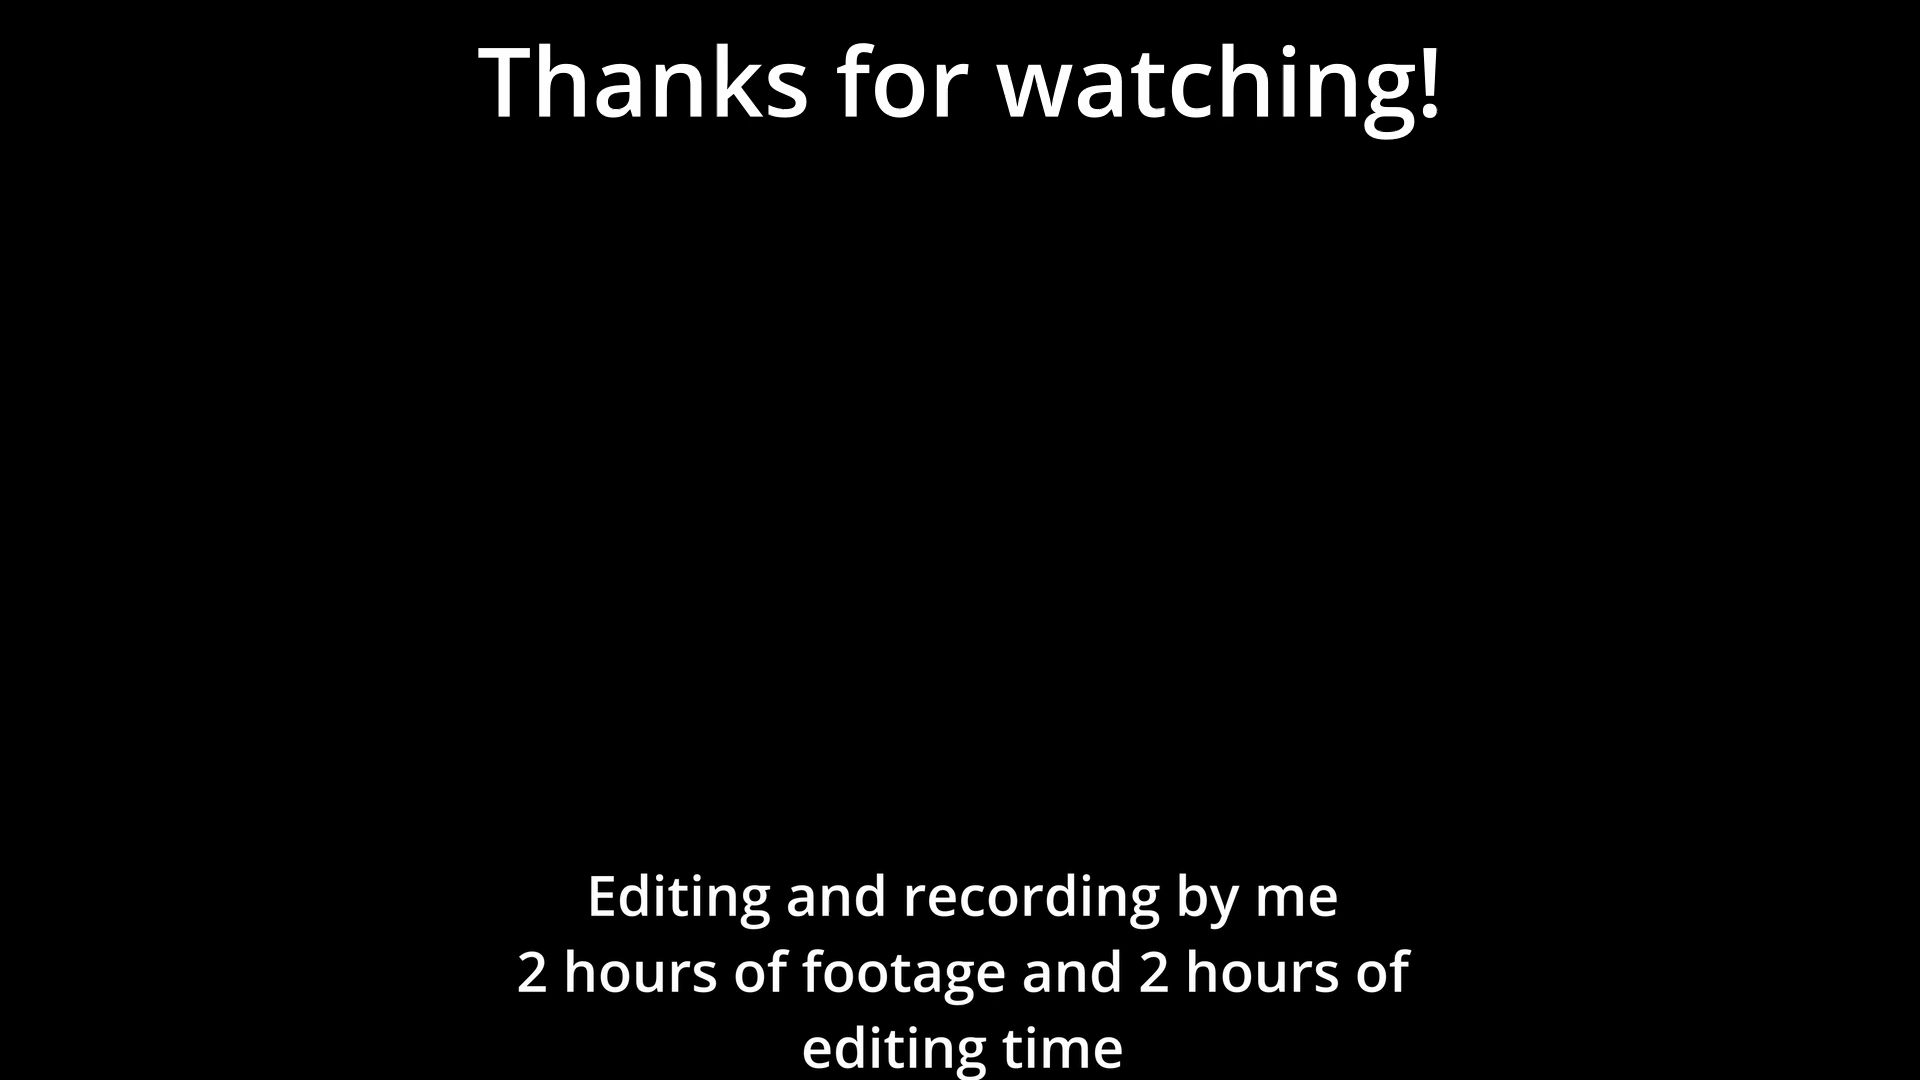 Thanks for watching!
Editing and recording by me
2 hours of footage and 2 hours of
editing time